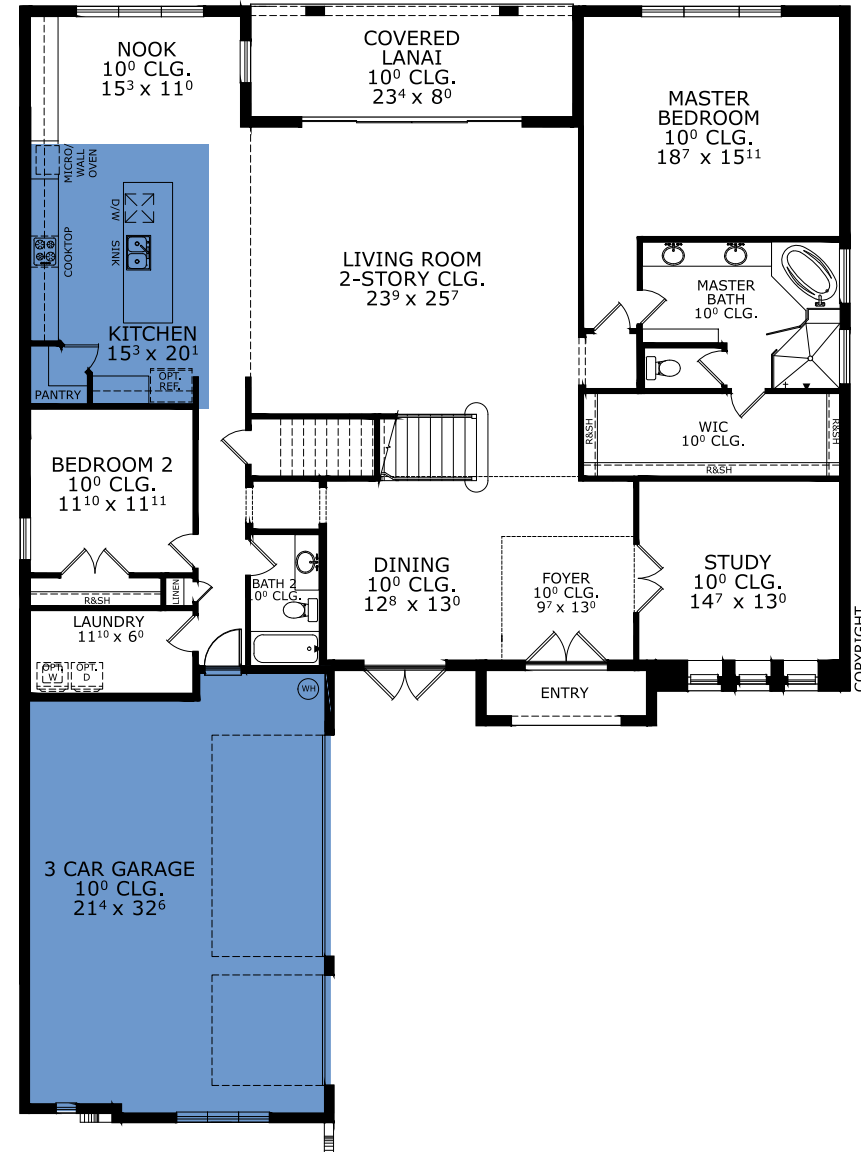 NOOK
10⁰ CLG.
15³ x 11⁰
COVERED
LANAI
10⁰ CLG.
23⁴ x 8⁰
MASTER
BEDROOM
10⁰ CLG.
18⁷ x 15¹¹
MICRO/
WALL
OVEN
D/W
SINK
COOKTOP
LIVING ROOM
2-STORY CLG.
23⁹ x 25⁷
MASTER
BATH
10⁰ CLG.
KITCHEN
15³ x 20¹
OPT.
REF.
PANTRY
R&SH
WIC
10⁰ CLG.
R&SH
R&SH
BEDROOM 2
10⁰ CLG.
11¹⁰ x 11¹¹
R&SH
LINEN
BATH 2
10⁰ CLG.
DINING
10⁰ CLG.
12⁸ x 13⁰
FOYER
10⁰ CLG.
9⁷ x 13⁰
STUDY
10⁰ CLG.
14⁷ x 13⁰
COPYRIGHT
LAUNDRY
11¹⁰ x 6⁰
OPT.
W
OPT.
D
WH
ENTRY
3 CAR GARAGE
10⁰ CLG.
21⁴ x 32⁶